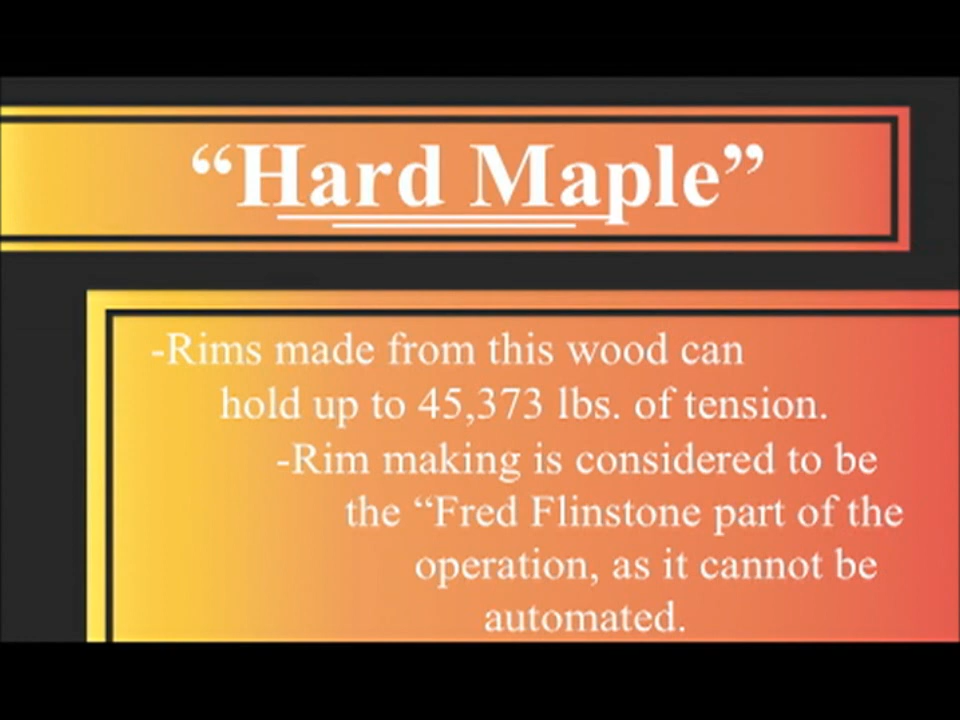 “Hard Maple”
-Rims made from this wood can
hold up to 45,373 lbs. of tension.
-Rim making is considered to be
the “Fred Flinstone part of the
operation, as it cannot be
automated.